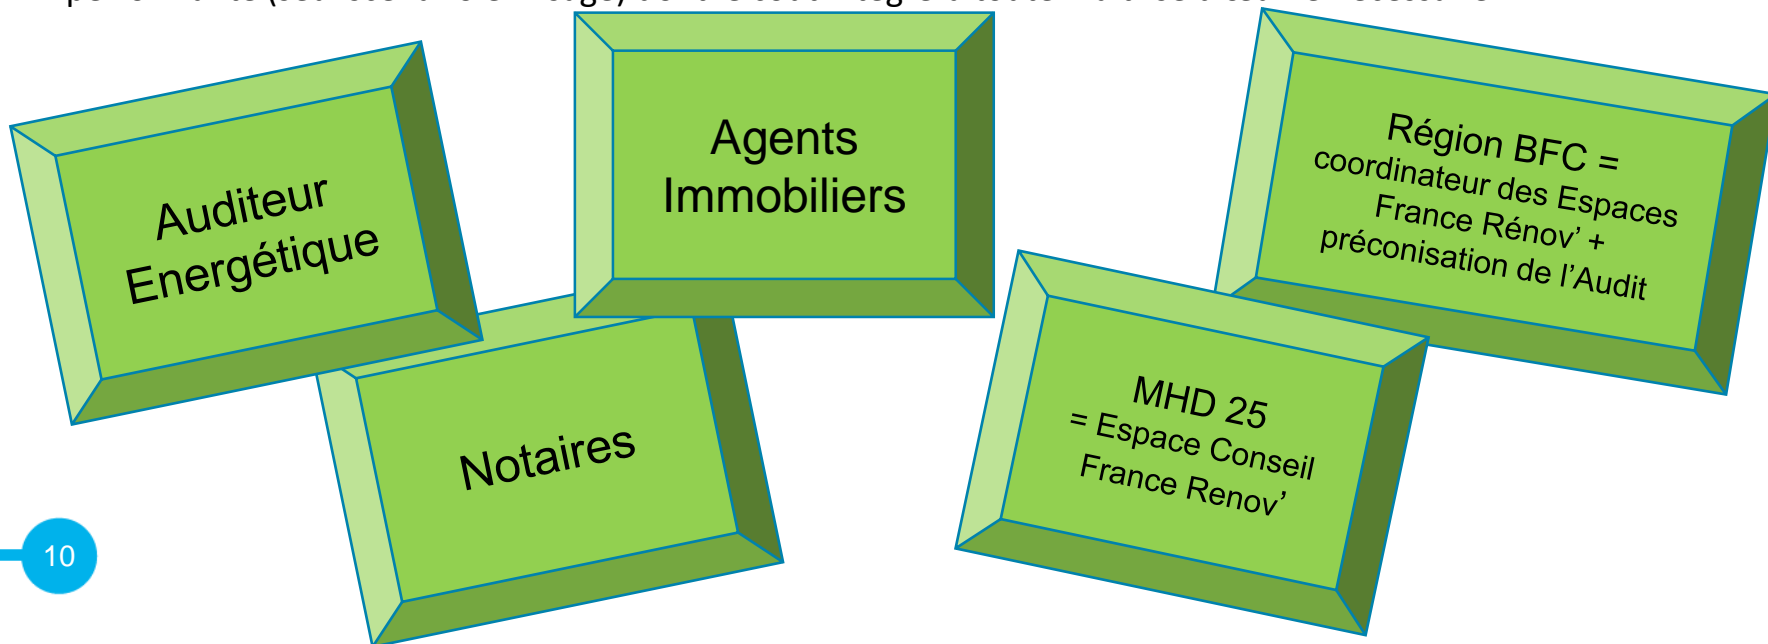 Auditeur
Energétique
Agents
Immobiliers
Région BFC =
coordinateur des Espaces
France Rénov’ +
préconisation de l’Audit
Notaires
MHD 25
= Espace Conseil
France Renov’
10